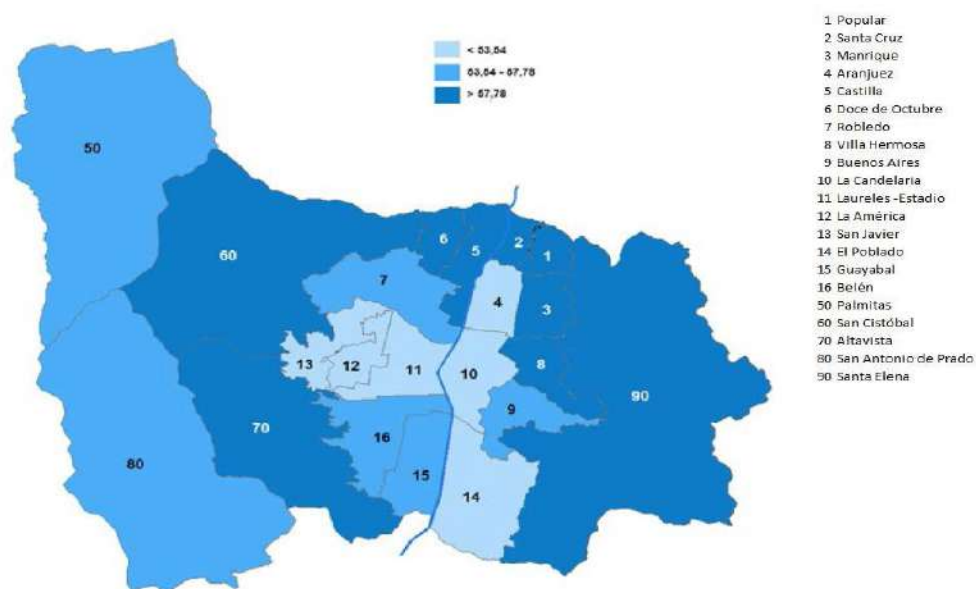 < 53,54
53,54 - 57,78
> 57,78
1 Popular
2 Santa Cruz
3 Manrique
4 Aranjuez
5 Castilla
6 Doce de Octubre
7 Robledo
8 Villa Hermosa
9 Buenos Aires
10 La Candelaria
11 Laureles -Estadio
12 La América
13 San Javier
14 El Poblado
15 Guayabal
16 Belén
50 Palmitas
60 San Cistóbal
70 Altavista
80 San Antonio de Prado
90 Santa Elena
50
60
6
5
2
1
7
4
3
13
12
11
10
8
9
90
70
16
80
15
14